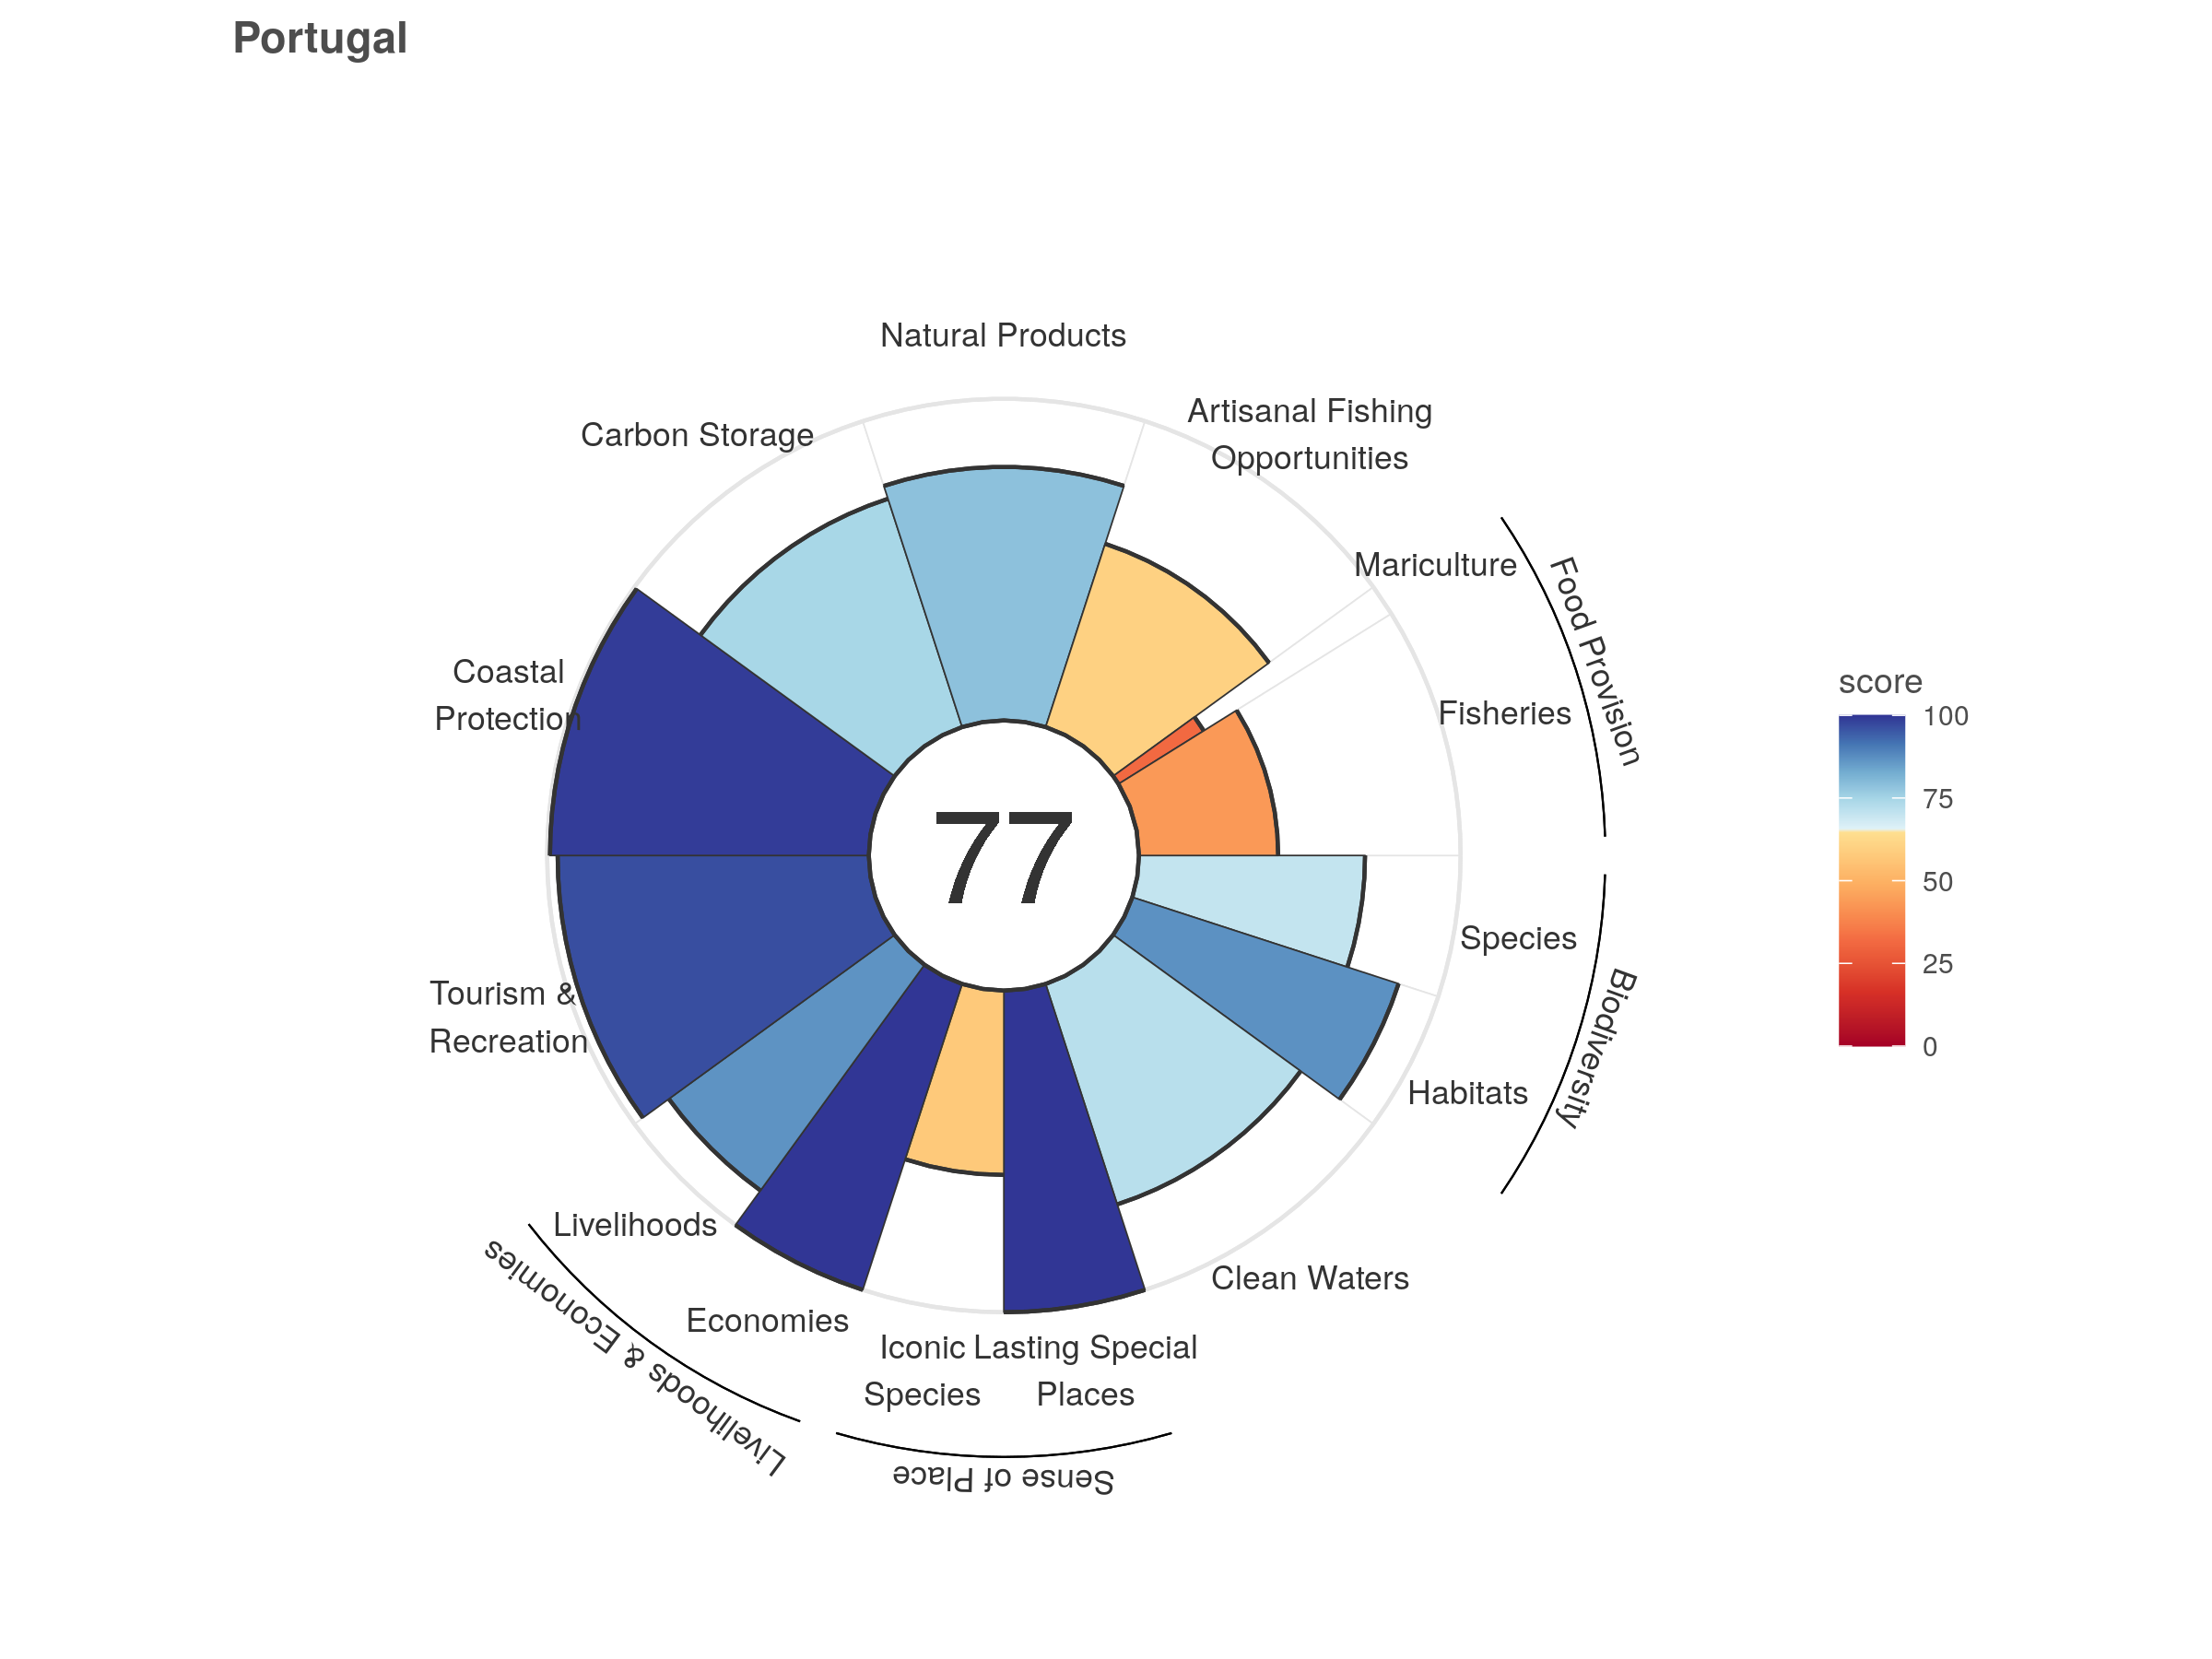 Portugal
Natural Products
Artisanal Fishing
Opportunities
Carbon Storage
Mariculture
Food Provision
Fisheries
Coastal
Protection
score
100
75
50
25
0
77
Species
Biodiversity
Habitats
Tourism &
Recreation
Livelihoods
Livelihoods & Economies
Economies
Clean Waters
Iconic
Species
Lasting Special
Places
Sense of Place